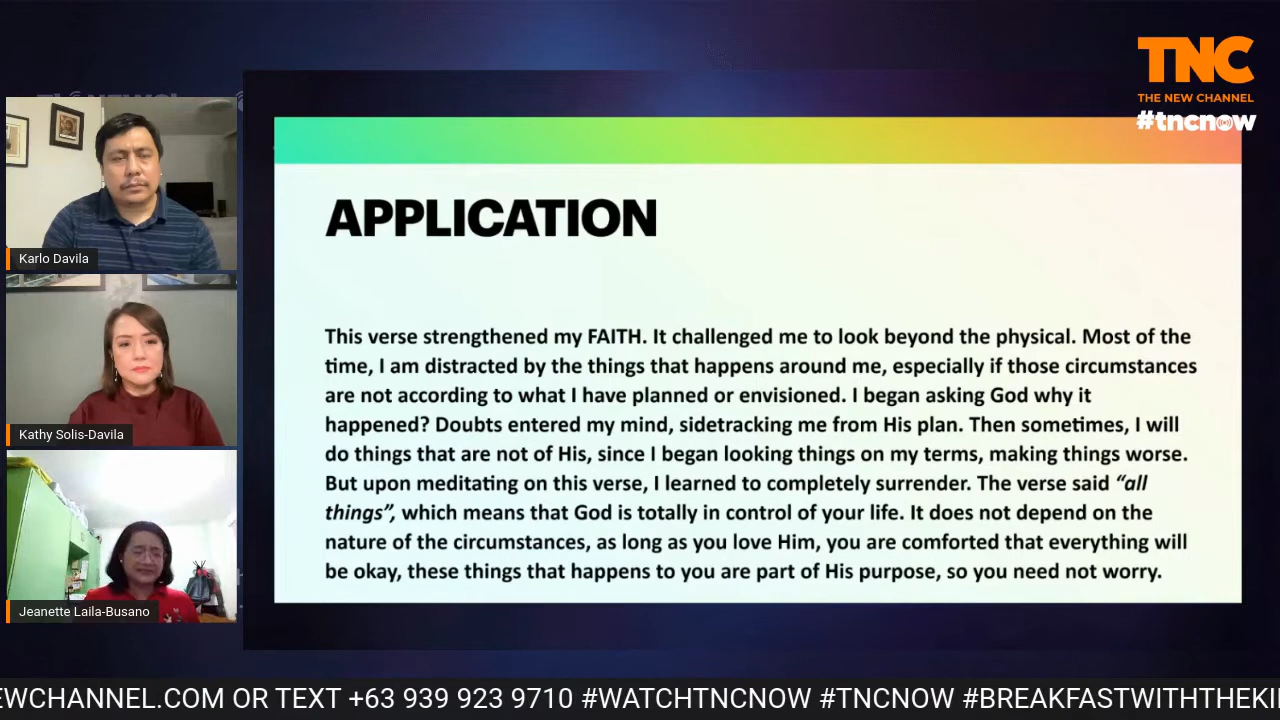 TNC
THE NEW CHANNEL
#tncnow
Karlo Davila
Kathy Solis-Davila
Jeanette Laila-Busano
APPLICATION
This verse strengthened my FAITH. It challenged me to look beyond the physical. Most of the
time, I am distracted by the things that happens around me, especially if those circumstances
are not according to what I have planned or envisioned. I began asking God why it
happened? Doubts entered my mind, sidetracking me from His plan. Then sometimes, I will
do things that are not of His, since I began looking things on my terms, making things worse.
But upon meditating on this verse, I learned to completely surrender. The verse said “all
things”, which means that God is totally in control of your life. It does not depend on the
nature of the circumstances, as long as you love Him, you are comforted that everything will
be okay, these things that happens to you are part of His purpose, so you need not worry.
EWCHANNEL.COM OR TEXT +63 939 923 9710 #WATCHTNCNOW #TNCNOW #BREAKFASTWITHTHEKI